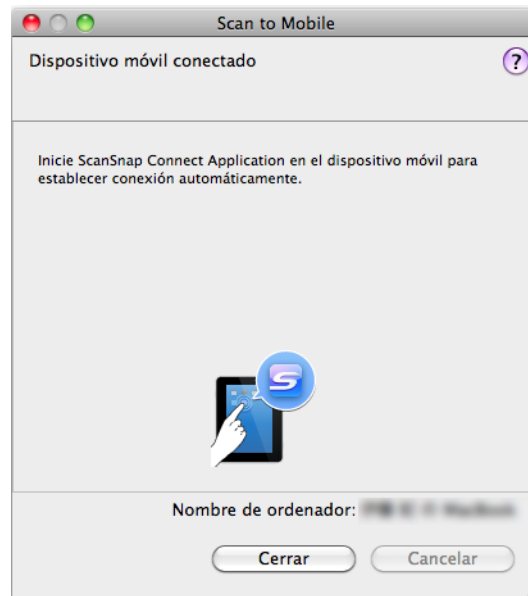 Scan to Mobile
Dispositivo móvil conectado
?
Inicie ScanSnap Connect Application en el dispositivo móvil para
establecer conexión automáticamente.
S
Nombre de ordenador:
Cerrar Cancelar